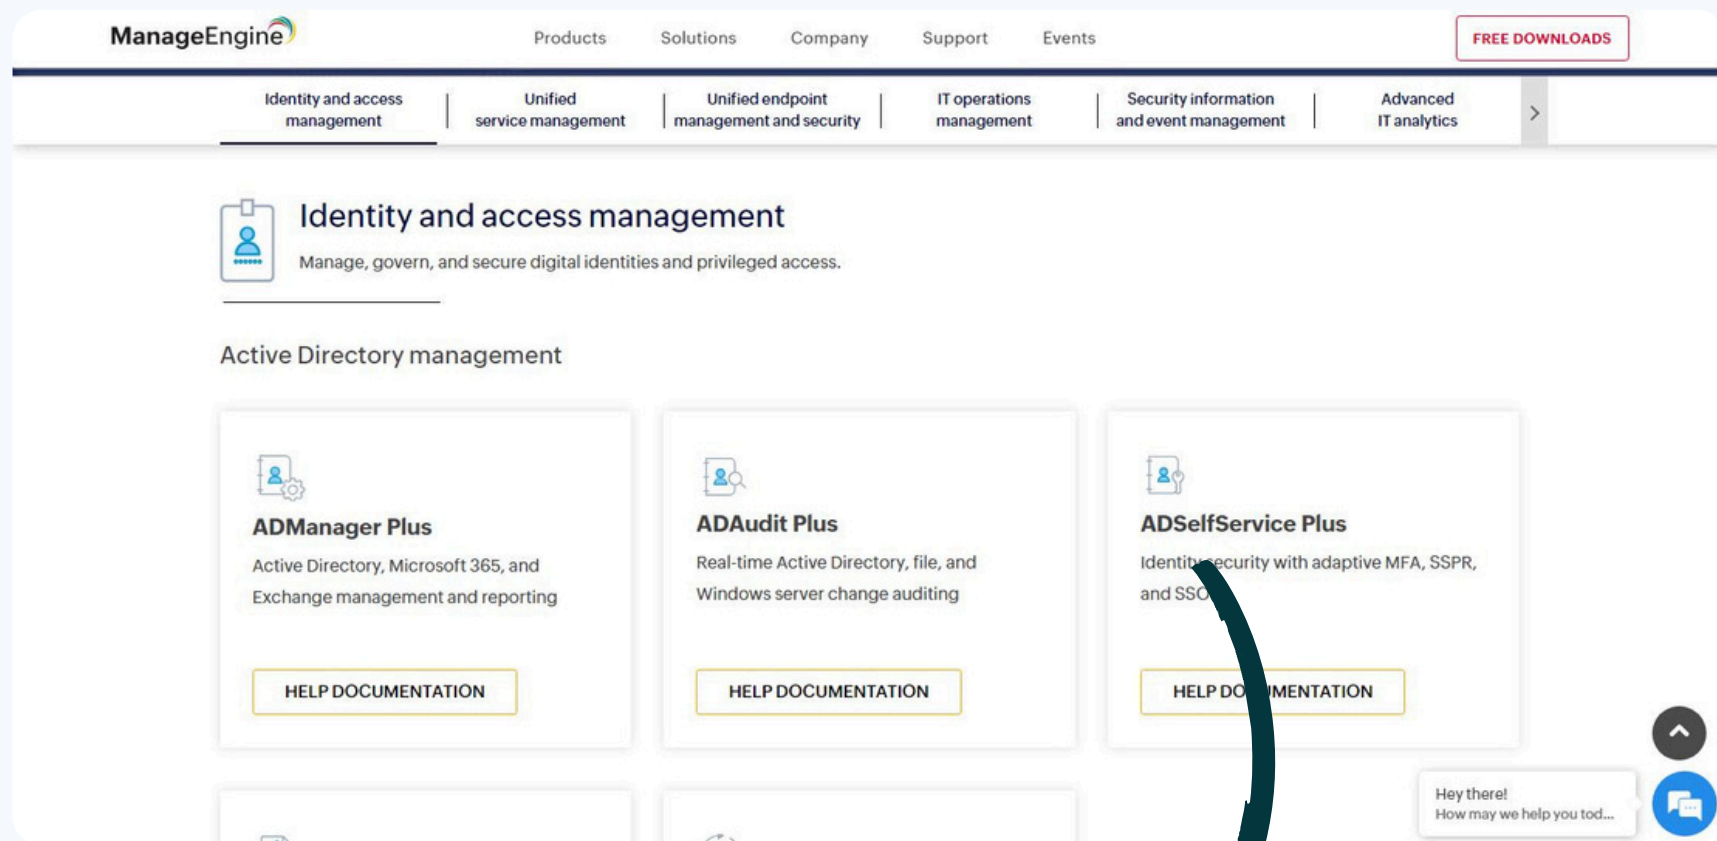 ManageEngine
Products Solutions Company Support Events
FREE DOWNLOADS
Identity and access
management
Unified
service management
Unified endpoint
management and security
IT operations
management
Security information
and event management
Advanced
IT analytics
Identity and access management
Manage, govern, and secure digital identities and privileged access.
Active Directory management
ADManager Plus
Active Directory, Microsoft 365, and
Exchange management and reporting
HELP DOCUMENTATION
ADAudit Plus
Real-time Active Directory, file, and
Windows server change auditing
HELP DOCUMENTATION
ADSelfService Plus
Identity security with adaptive MFA, SSPR,
and SSO
HELP DOCUMENTATION
Hey there!
How may we help you tod...